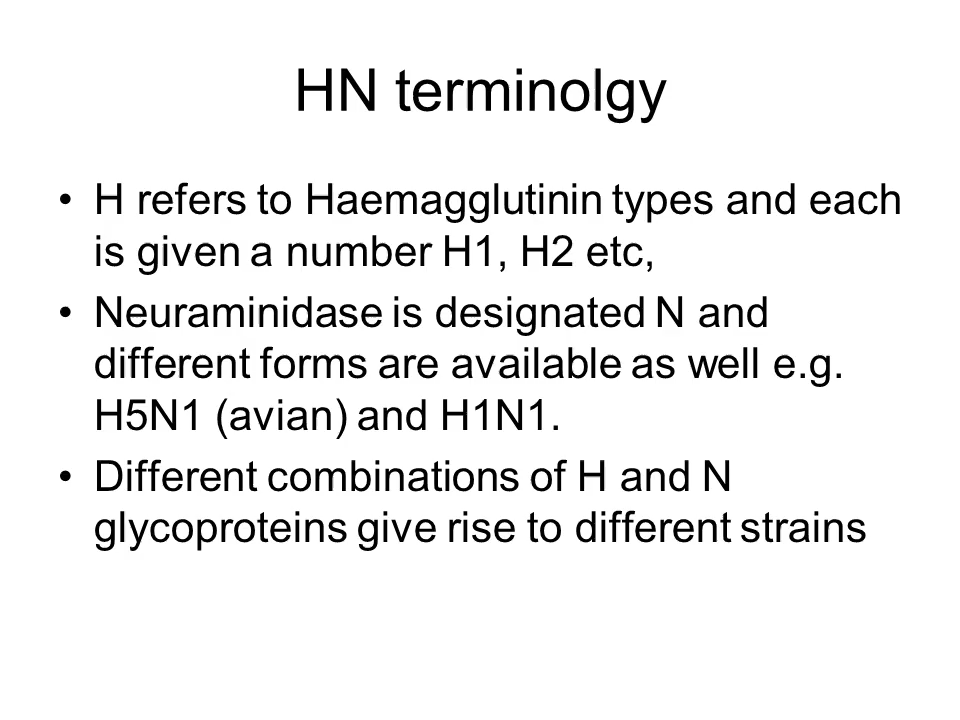 HN terminolgy
• H refers to Haemagglutinin types and each
is given a number H1, H2 etc,
• Neuraminidase is designated N and
different forms are available as well e.g.
H5N1 (avian) and H1N1.
• Different combinations of H and N
glycoproteins give rise to different strains